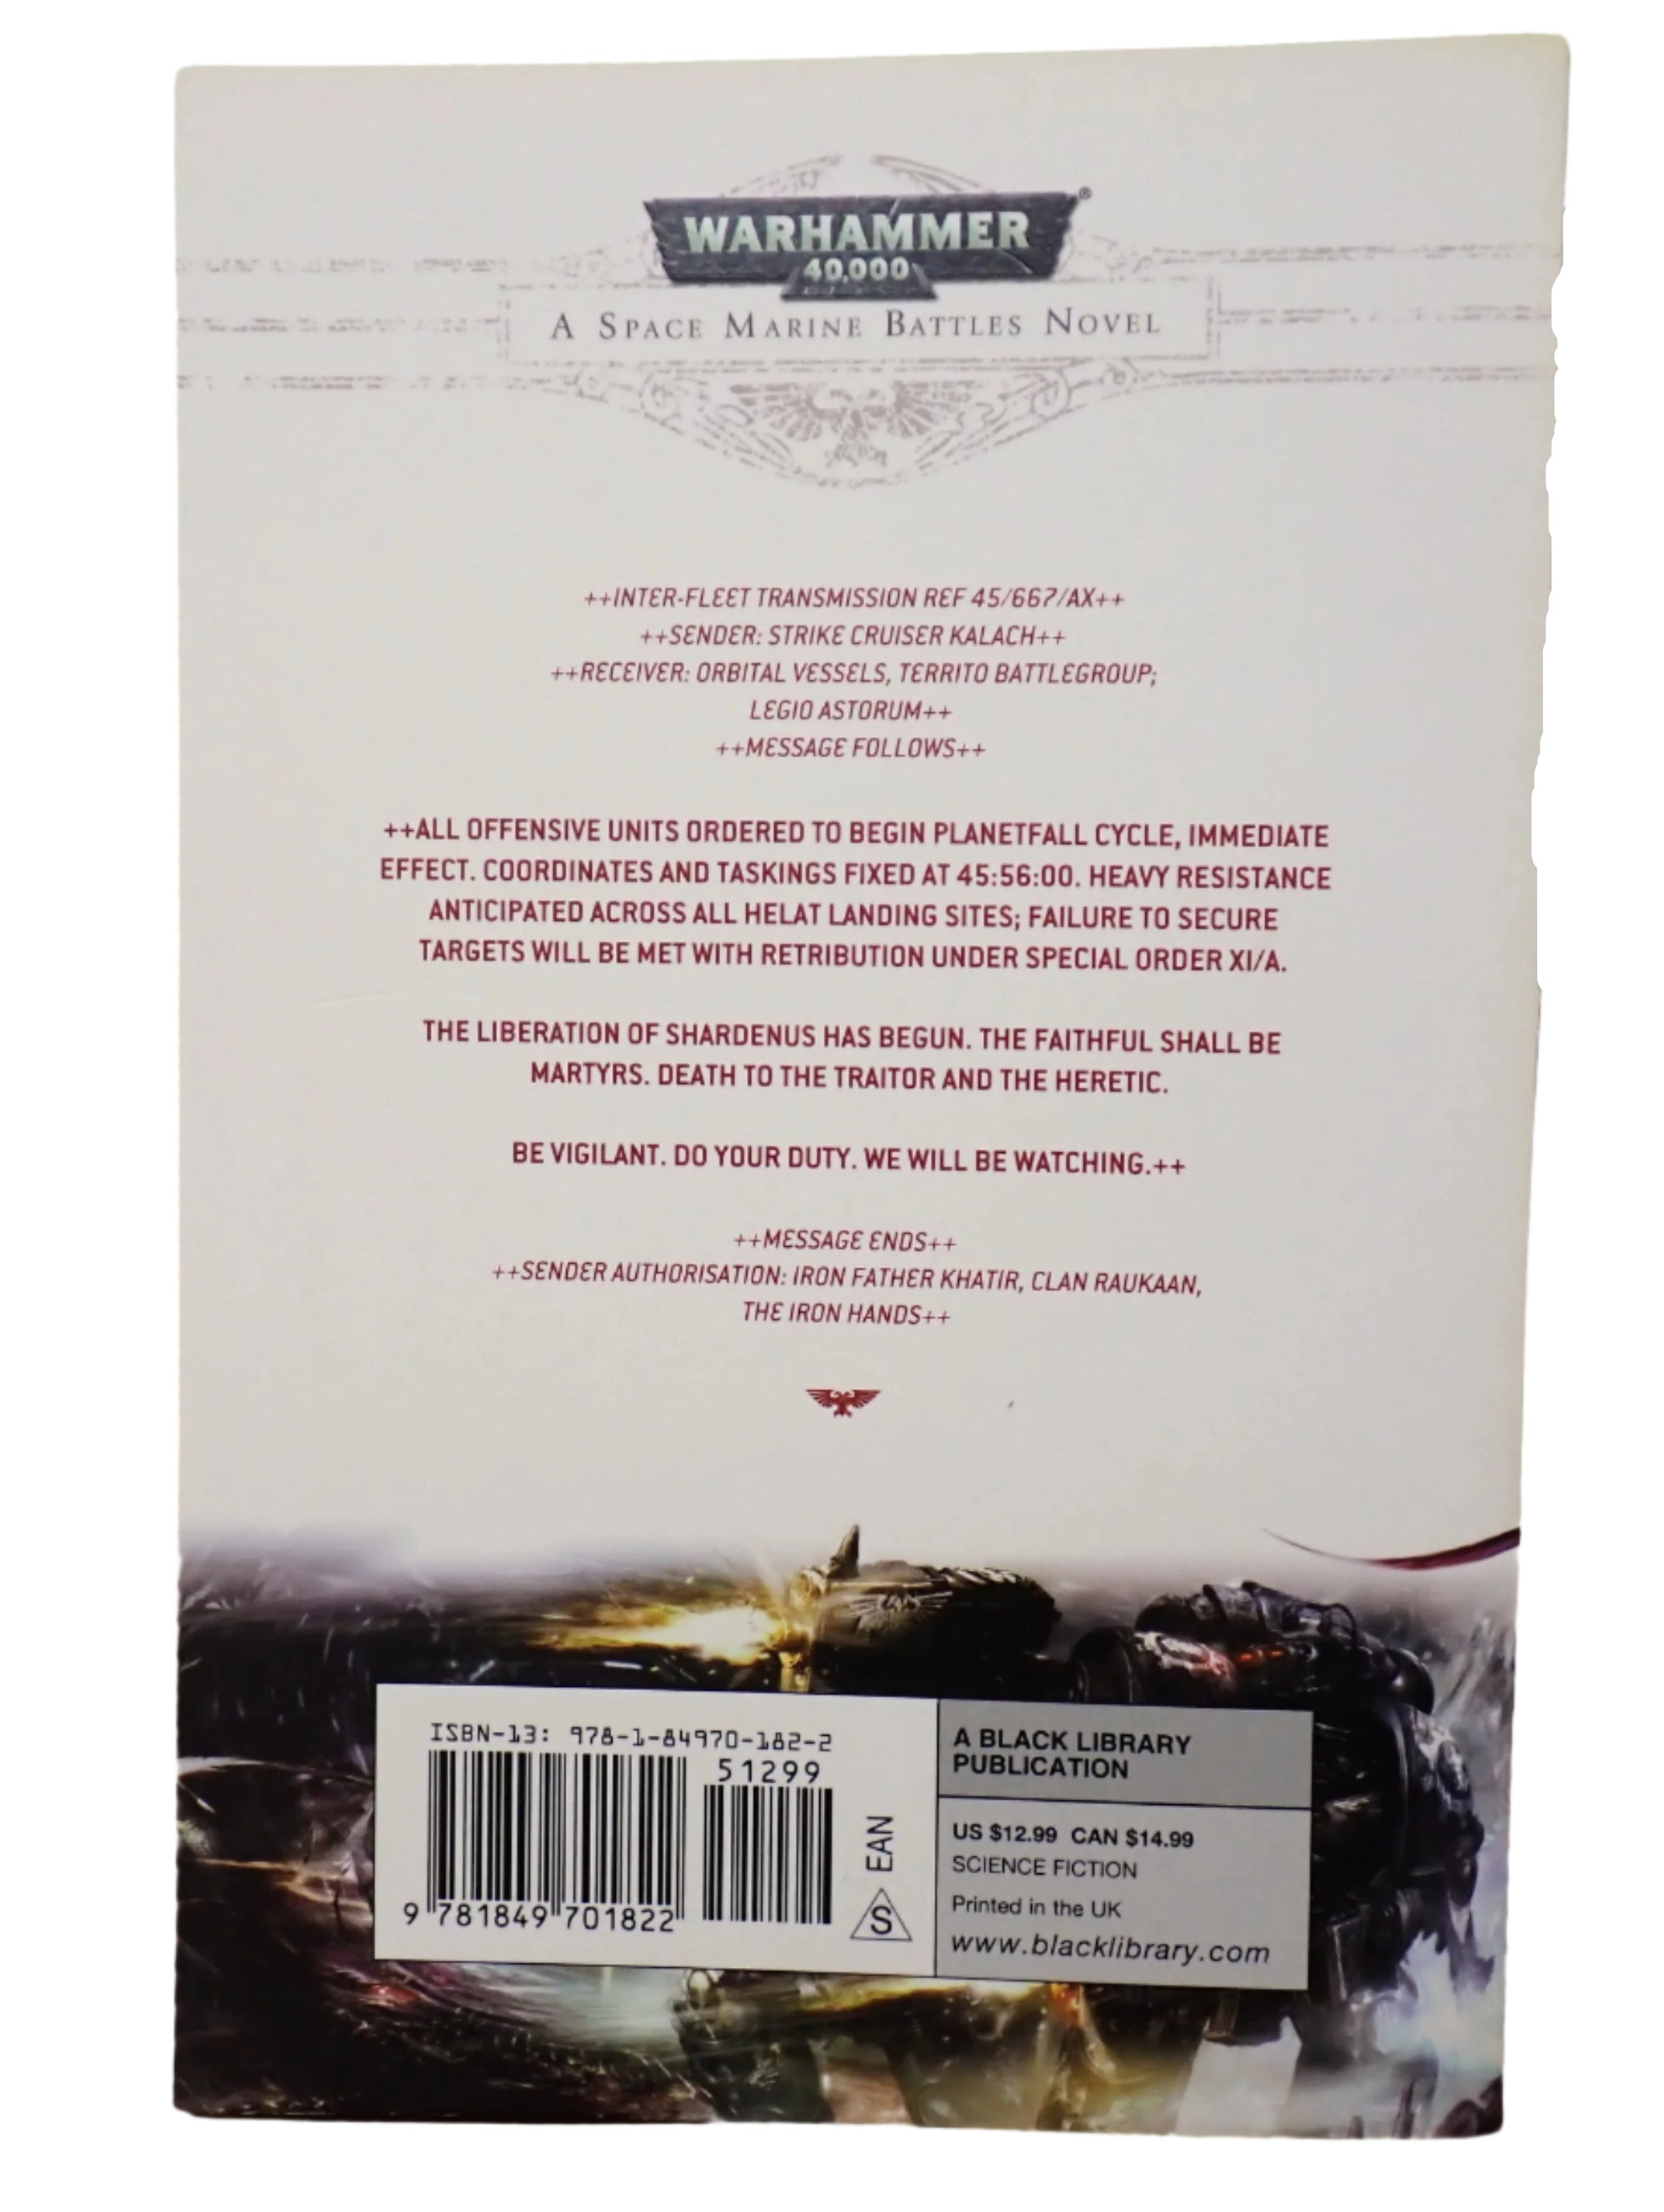 WARHAMMER®
40,000
A SPACE MARINE BATTLES NOVEL
++INTER-FLEET TRANSMISSION REF 45/667/AX++
++SENDER: STRIKE CRUISER KALACH++
++RECEIVER: ORBITAL VESSELS, TERRITO BATTLEGROUP;
LEGIO ASTORUM++
++MESSAGE FOLLOWS++
++ALL OFFENSIVE UNITS ORDERED TO BEGIN PLANETFALL CYCLE, IMMEDIATE
EFFECT. COORDINATES AND TASKINGS FIXED AT 45:56:00. HEAVY RESISTANCE
ANTICIPATED ACROSS ALL HELAT LANDING SITES; FAILURE TO SECURE
TARGETS WILL BE MET WITH RETRIBUTION UNDER SPECIAL ORDER XI/A.
THE LIBERATION OF SHARDENUS HAS BEGUN. THE FAITHFUL SHALL BE
MARTYRS. DEATH TO THE TRAITOR AND THE HERETIC.
BE VIGILANT. DO YOUR DUTY. WE WILL BE WATCHING.++
++MESSAGE ENDS++
++SENDER AUTHORISATION: IRON FATHER KHATIR, CLAN RAUKAAN,
THE IRON HANDS++
ISBN-13: 978-1-84970-182-2
51299
9 781849 701822
EAN
S
A BLACK LIBRARY
PUBLICATION
US $12.99 CAN $14.99
SCIENCE FICTION
Printed in the UK
www.blacklibrary.com